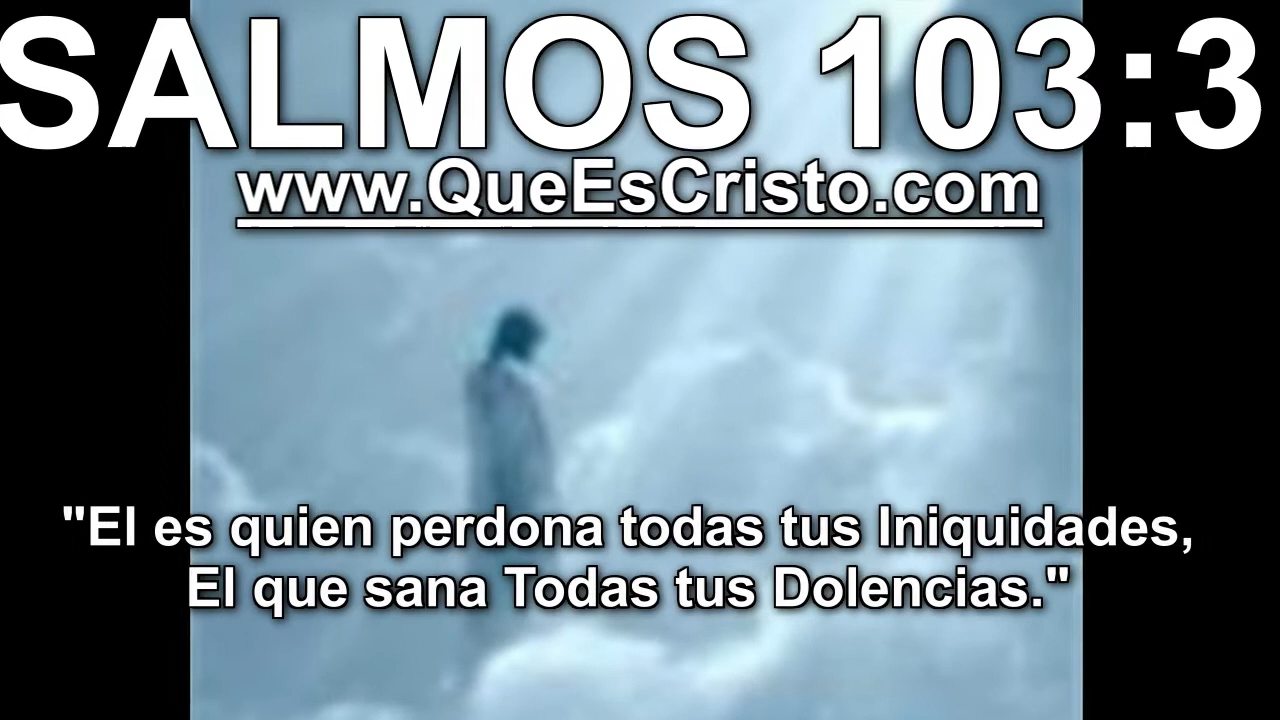 SALMOS 103:3
www.QueEsCristo.com
"El es quien perdona todas tus Iniquidades,
El que sana Todas tus Dolencias."